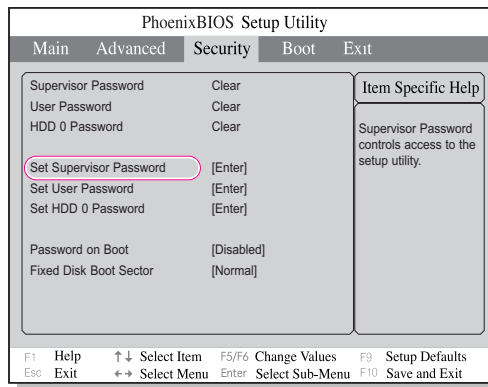 PhoenixBIOS Setup Utility
Main Advanced Security Boot Exit
Item Specific Help
Supervisor Password Clear
User Password Clear
HDD 0 Password Clear
Set Supervisor Password [Enter]
Set User Password [Enter]
Set HDD 0 Password [Enter]
Password on Boot [Disabled]
Fixed Disk Boot Sector [Normal]
Supervisor Password
controls access to the
setup utility.
F1 Help ↑↓ Select Item F5/F6 Change Values F9 Setup Defaults
Esc Exit ←→ Select Menu Enter Select Sub-Menu F10 Save and Exit